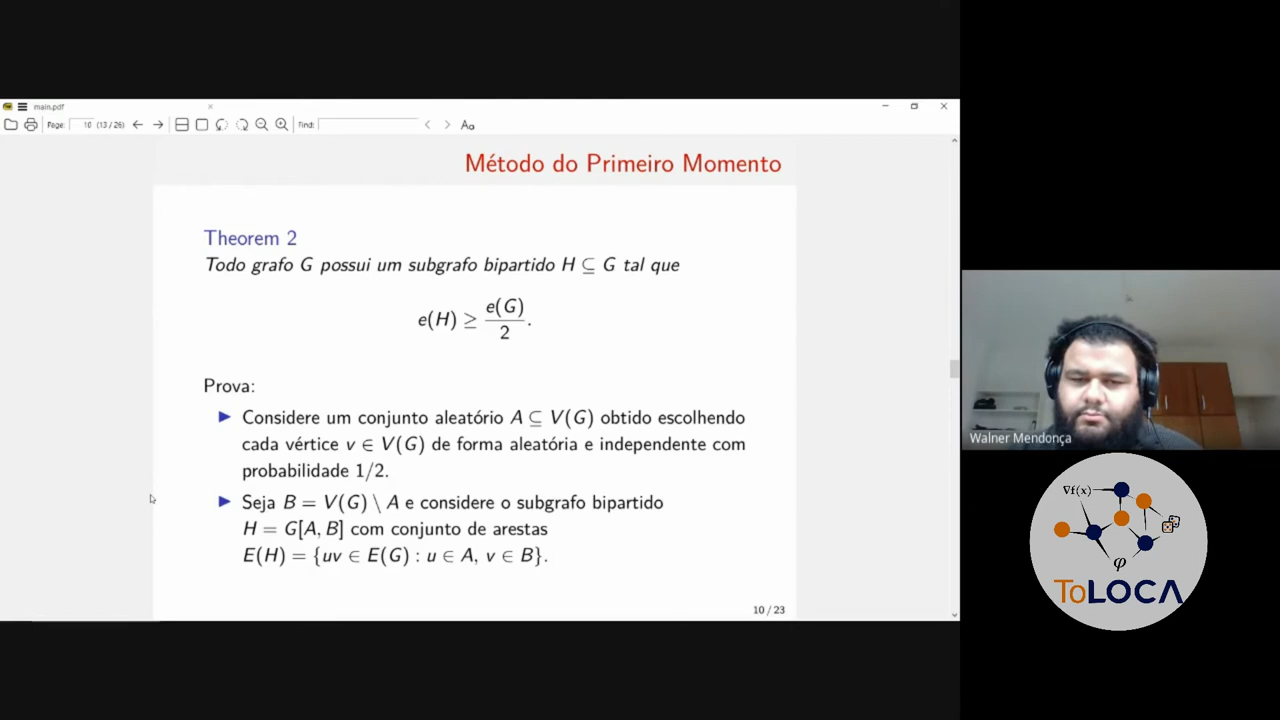 main.pdf
Page: 10 (13 / 26) Find: Aa
Método do Primeiro Momento
Theorem 2
Todo grafo G possui um subgrafo bipartido H ⊆ G tal que
e(H) ≥ e(G)/2.
Prova:
▶ Considere um conjunto aleatório A ⊆ V(G) obtido escolhendo
cada vértice v ∈ V(G) de forma aleatória e independente com
probabilidade 1/2.
▶ Seja B = V(G) \ A e considere o subgrafo bipartido
H = G[A, B] com conjunto de arestas
E(H) = {uv ∈ E(G) : u ∈ A, v ∈ B}.
10 / 23
Walner Mendonça
∇f(x)
φ
ToLOCA